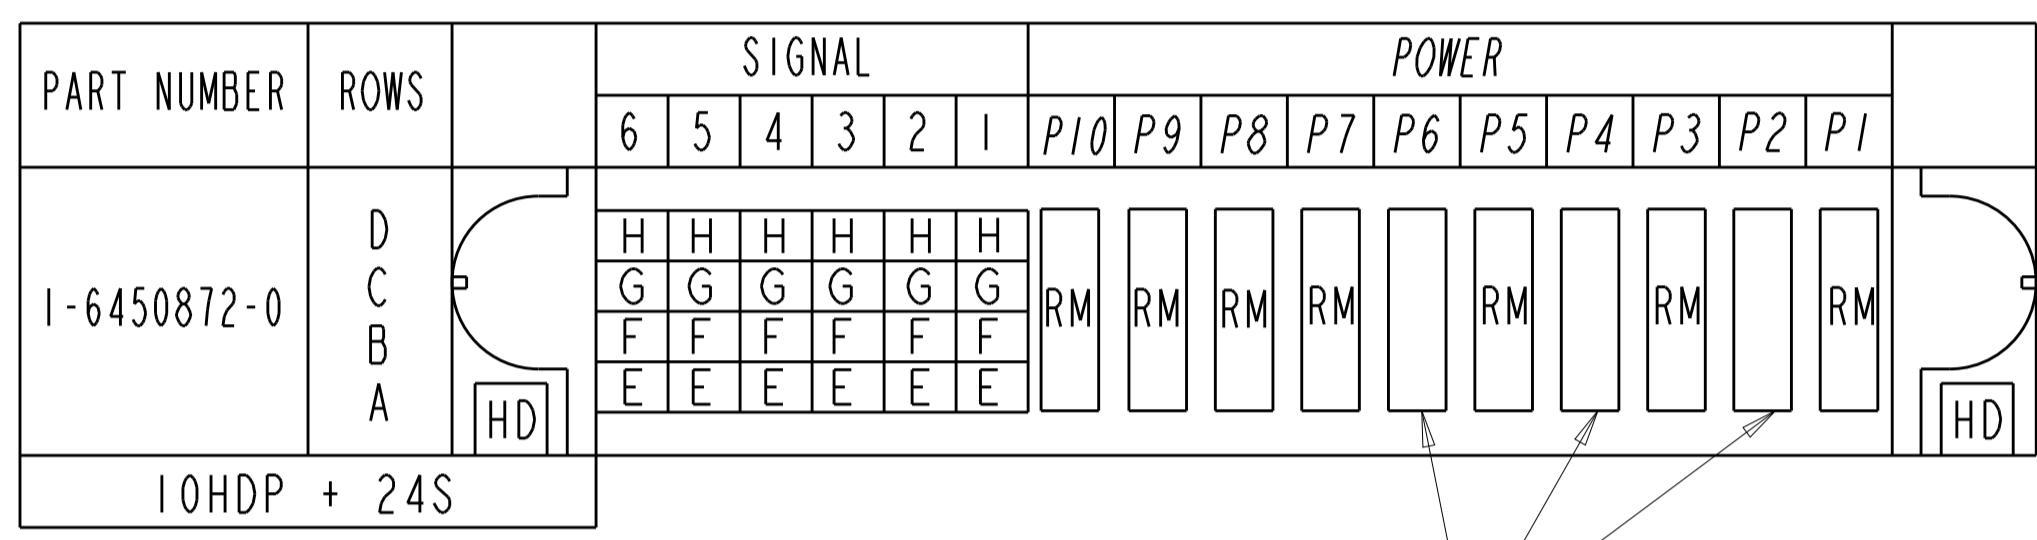 PART NUMBER ROWS SIGNAL POWER
6 5 4 3 2 1 P10 P9 P8 P7 P6 P5 P4 P3 P2 P1
D H H H H H H
C G G G G G G
1-6450872-0 RM RM RM RM RM RM RM
B F F F F F F
A E E E E E E
HD HD
10HDP + 24S